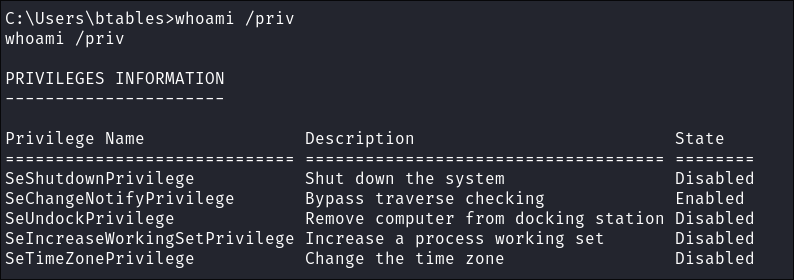 C:\Users\btables>whoami /priv
whoami /priv
PRIVILEGES INFORMATION
----------------------
Privilege Name                Description                          State
============================= ==================================== ========
SeShutdownPrivilege           Shut down the system                 Disabled
SeChangeNotifyPrivilege       Bypass traverse checking             Enabled
SeUndockPrivilege             Remove computer from docking station Disabled
SeIncreaseWorkingSetPrivilege Increase a process working set       Disabled
SeTimeZonePrivilege           Change the time zone                 Disabled